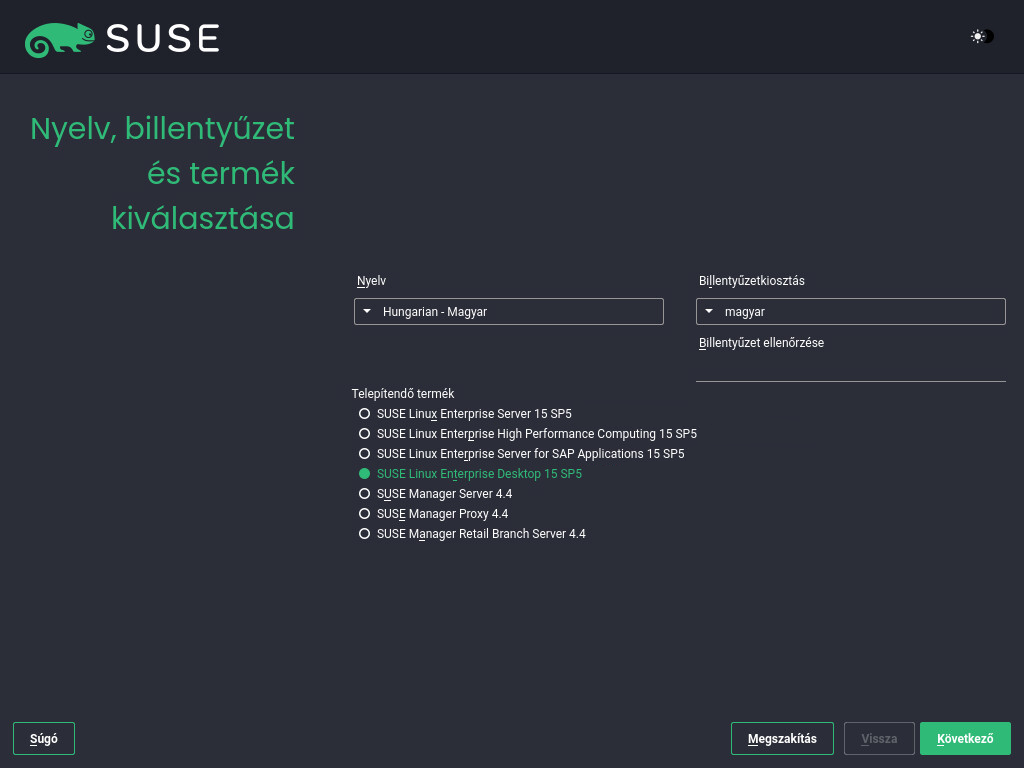 SUSE
Nyelv, billentyűzet
és termék
kiválasztása
Nyelv
Billentyűzetkiosztás
Hungarian - Magyar
magyar
Billentyűzet ellenőrzése
Telepítendő termék
SUSE Linux Enterprise Server 15 SP5
SUSE Linux Enterprise High Performance Computing 15 SP5
SUSE Linux Enterprise Server for SAP Applications 15 SP5
SUSE Linux Enterprise Desktop 15 SP5
SUSE Manager Server 4.4
SUSE Manager Proxy 4.4
SUSE Manager Retail Branch Server 4.4
Súgó
Megszakítás
Vissza
Következő